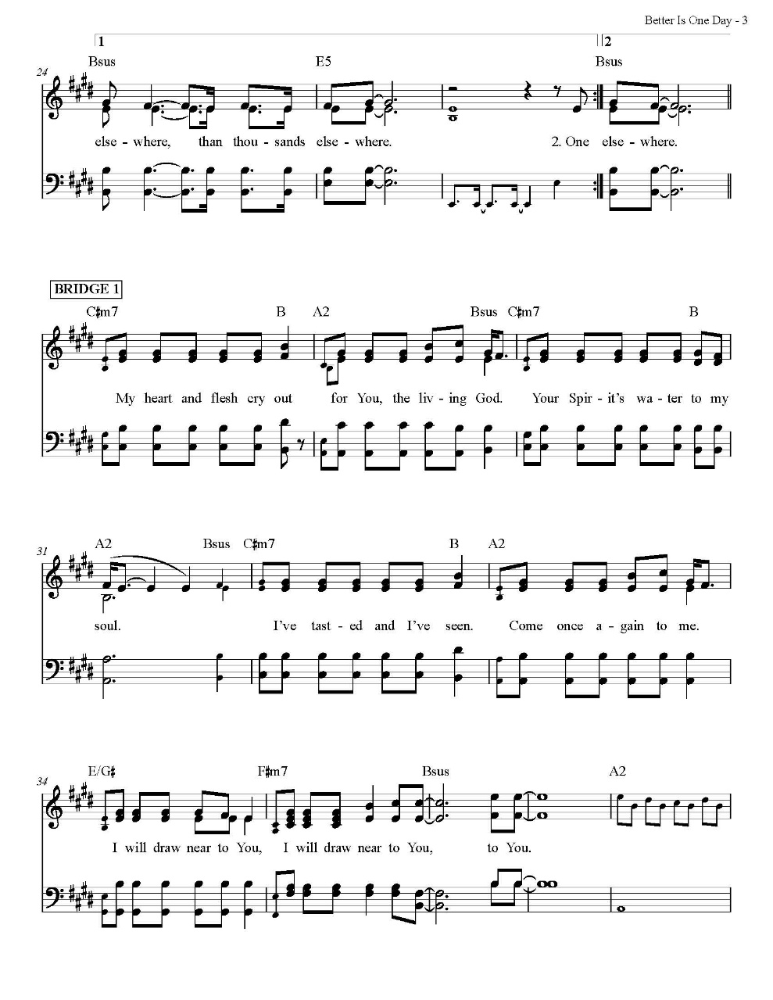 Better Is One Day - 3
1 2
Bsus E5 Bsus
24
else - where, than thou - sands else - where. 2. One else - where.
BRIDGE 1
C#m7 B A2 Bsus C#m7 B
My heart and flesh cry out for You, the liv - ing God. Your Spir - it's wa - ter to my
A2 Bsus C#m7 B A2
31
soul. I've tast - ed and I've seen. Come once a - gain to me.
E/G# F#m7 Bsus A2
34
I will draw near to You, I will draw near to You, to You.